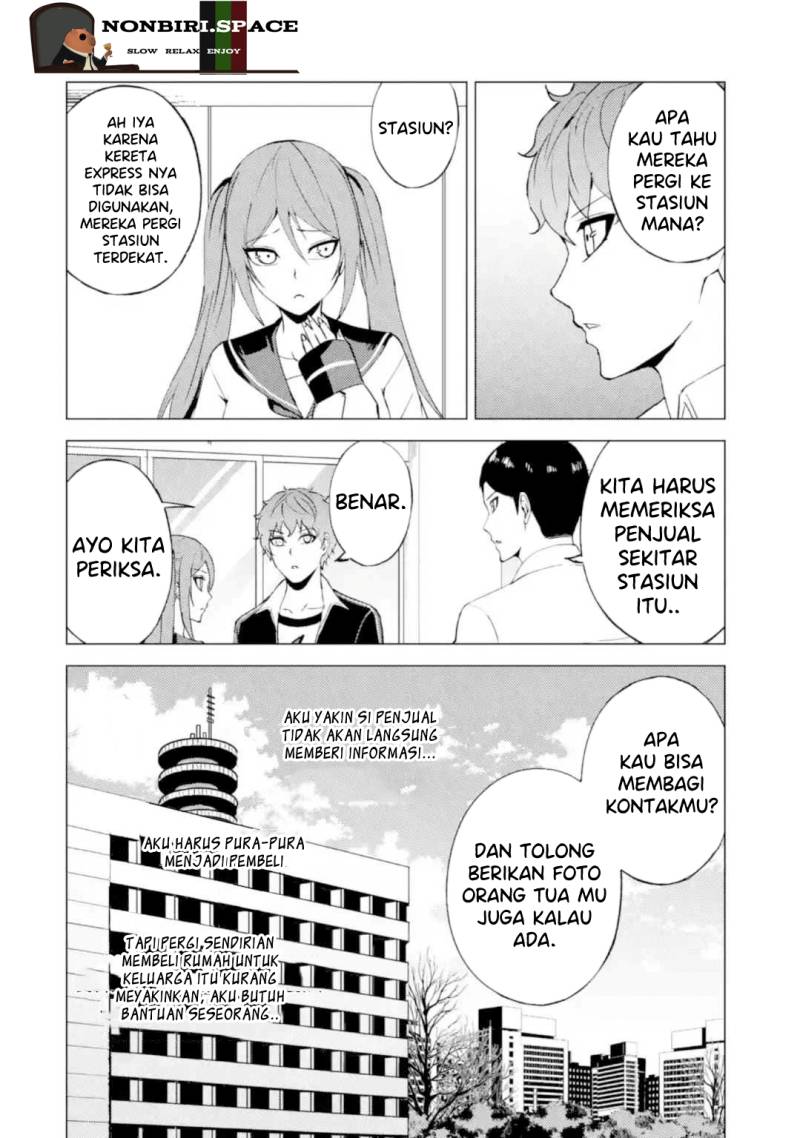 NONBIRI.SPACE
SLOW RELAX ENJOY
APA
KAU TAHU
MEREKA
PERGI KE
STASIUN
MANA?
STASIUN?
AH IYA
KARENA
KERETA
EXPRESS NYA
TIDAK BISA
DIGUNAKAN,
MEREKA PERGI
STASIUN
TERDEKAT.
KITA HARUS
MEMERIKSA
PENJUAL
SEKITAR
STASIUN
ITU..
BENAR.
AYO KITA
PERIKSA.
APA
KAU BISA
MEMBAGI
KONTAKMU?
DAN TOLONG
BERIKAN FOTO
ORANG TUA MU
JUGA KALAU
ADA.
AKU YAKIN SI PENJUAL
TIDAK AKAN LANGSUNG
MEMBERI INFORMASI...
AKU HARUS PURA-PURA
MENJADI PEMBELI
TAPI PERGI SENDIRIAN
MEMBELI RUMAH UNTUK
KELUARGA ITU KURANG
MEYAKINKAN, AKU BUTUH
BANTUAN SESEORANG..